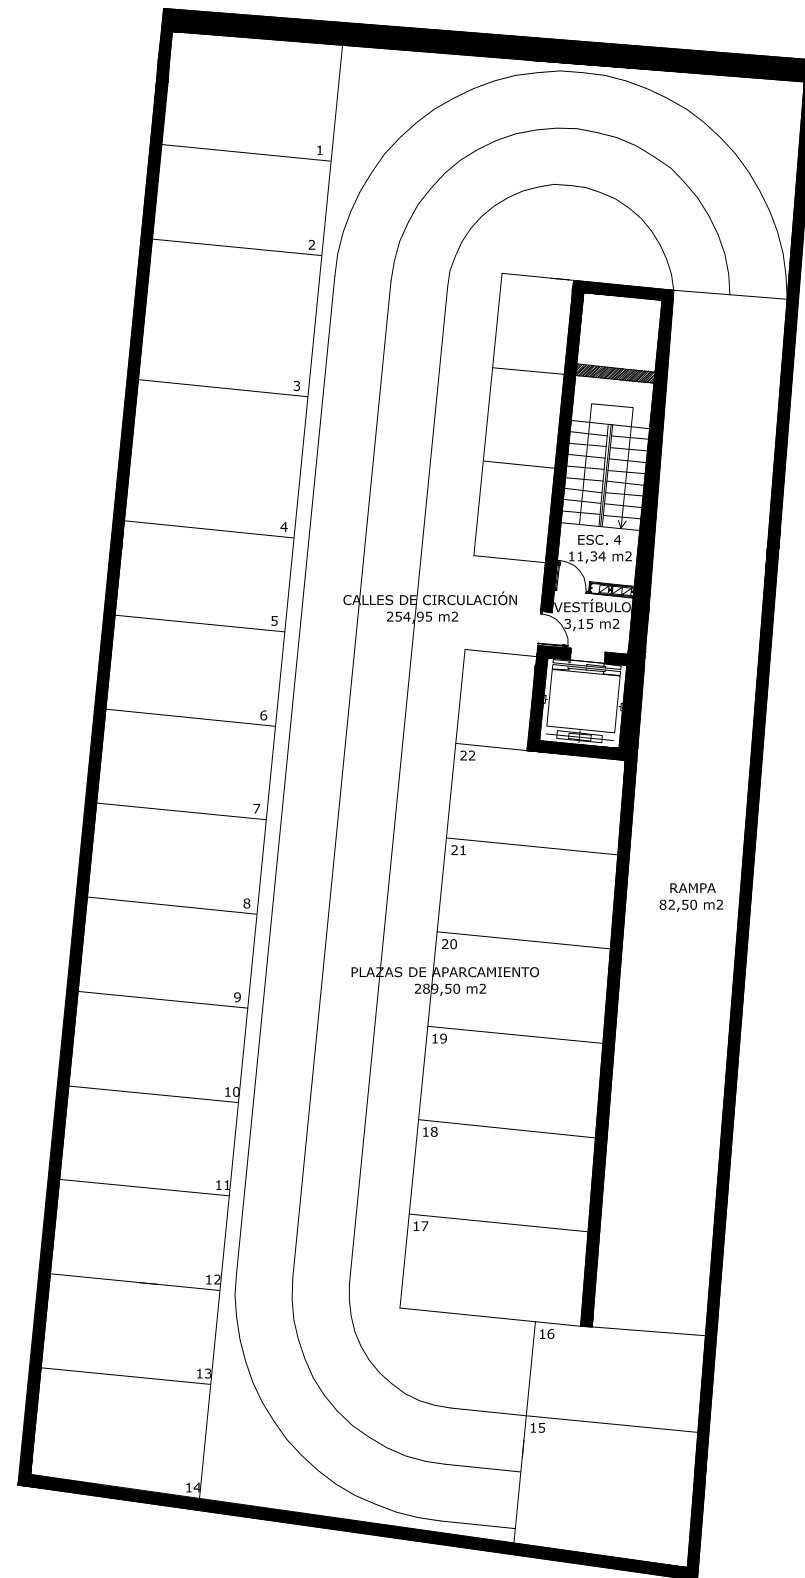 1
2
3
4
ESC. 4
11,34 m2
CALLES DE CIRCULACIÓN
254,95 m2
VESTÍBULO
3,15 m2
5
6
22
7
21
RAMPA
82,50 m2
8
20
PLAZAS DE APARCAMIENTO
289,50 m2
9
19
10
18
11
17
12
16
13
15
14